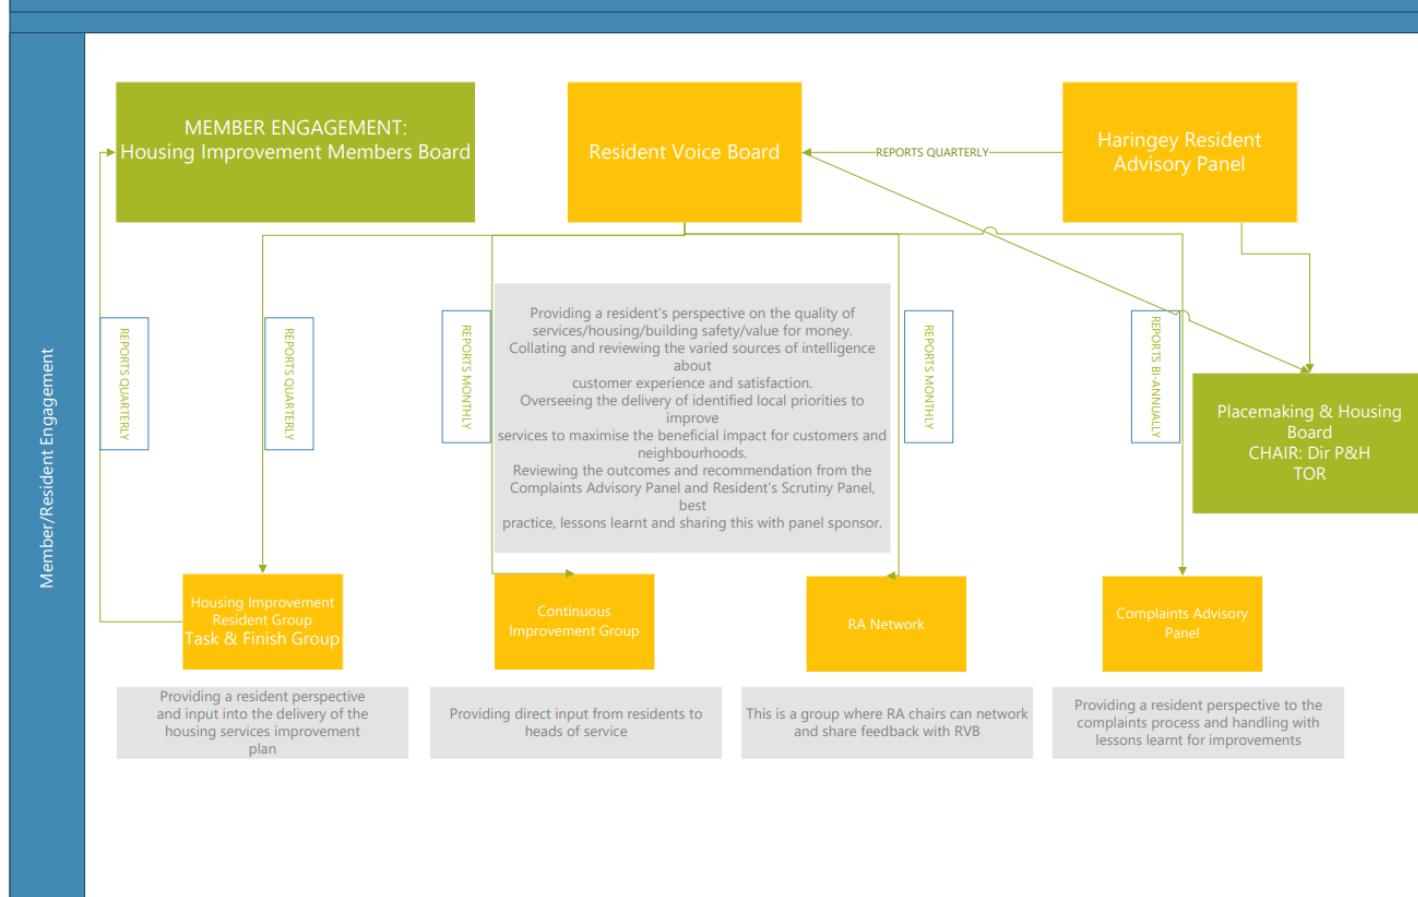 Member/Resident Engagement
MEMBER ENGAGEMENT:
Housing Improvement Members Board
Resident Voice Board
REPORTS QUARTERLY
Haringey Resident
Advisory Panel
REPORTS QUARTERLY
REPORTS QUARTERLY
REPORTS MONTHLY
Providing a resident's perspective on the quality of
services/housing/building safety/value for money.
Collating and reviewing the varied sources of intelligence
about
customer experience and satisfaction.
Overseeing the delivery of identified local priorities to
improve
services to maximise the beneficial impact for customers and
neighbourhoods.
Reviewing the outcomes and recommendation from the
Complaints Advisory Panel and Resident's Scrutiny Panel,
best
practice, lessons learnt and sharing this with panel sponsor.
REPORTS MONTHLY
REPORTS BI-ANNUALLY
Placemaking & Housing
Board
CHAIR: Dir P&H
TOR
Housing Improvement
Resident Group
Task & Finish Group
Continuous
Improvement Group
RA Network
Complaints Advisory
Panel
Providing a resident perspective
and input into the delivery of the
housing services improvement
plan
Providing direct input from residents to
heads of service
This is a group where RA chairs can network
and share feedback with RVB
Providing a resident perspective to the
complaints process and handling with
lessons learnt for improvements